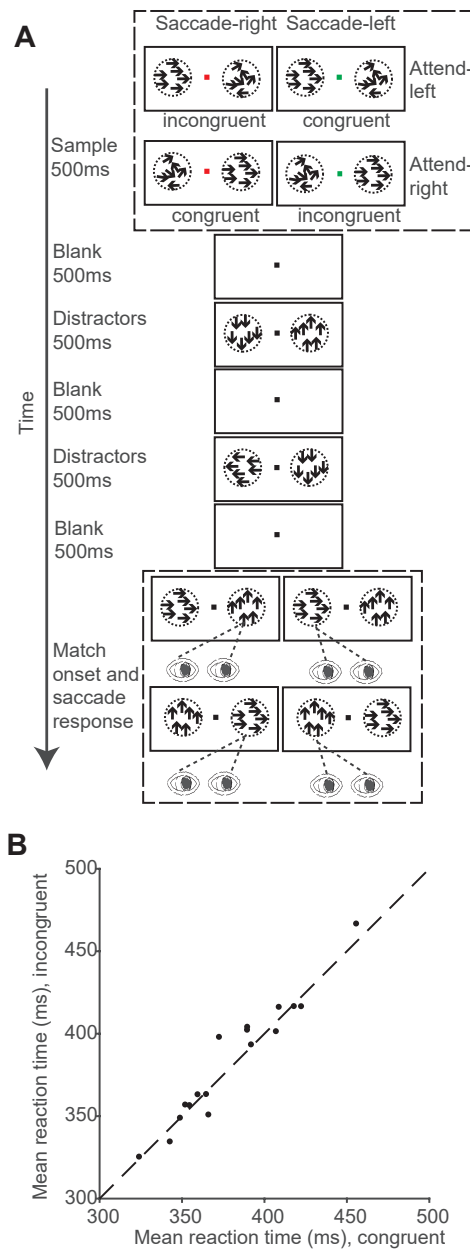 A
Saccade-right Saccade-left
Attend-
left
incongruent congruent
Sample
500ms
Attend-
right
congruent incongruent
Blank
500ms
Distractors
500ms
Blank
500ms
Time
Distractors
500ms
Blank
500ms
Match
onset and
saccade
response
B
500
450
400
350
300
Mean reaction time (ms), incongruent
300 350 400 450 500
Mean reaction time (ms), congruent